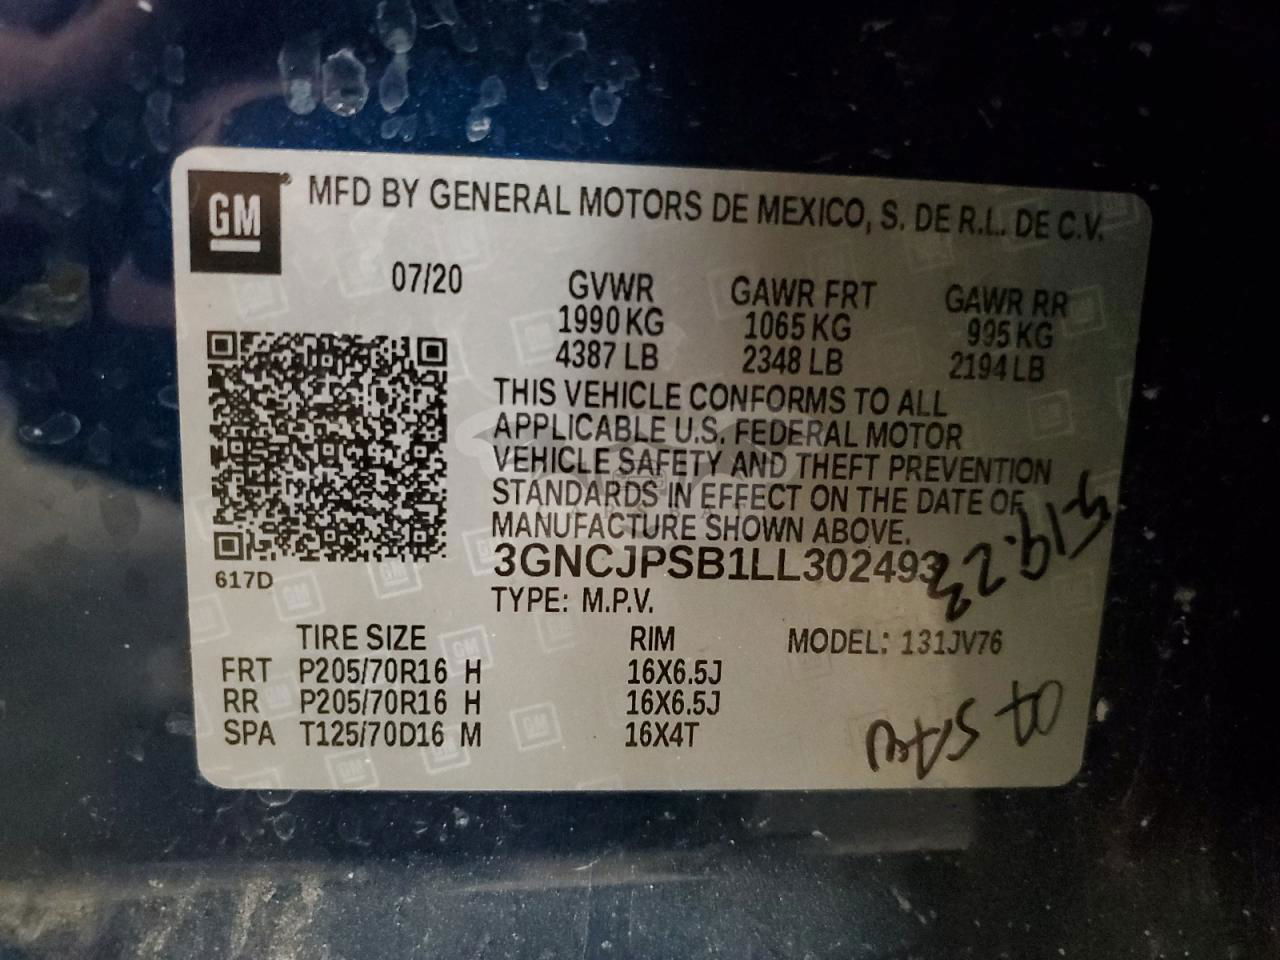 GM
MFD BY GENERAL MOTORS DE MEXICO, S. DE R.L. DE C.V.
07/20
GVWR GAWR FRT GAWR RR
1990 KG 1065 KG 995 KG
4387 LB 2348 LB 2194 LB
THIS VEHICLE CONFORMS TO ALL
APPLICABLE U.S. FEDERAL MOTOR
VEHICLE SAFETY AND THEFT PREVENTION
STANDARDS IN EFFECT ON THE DATE OF
MANUFACTURE SHOWN ABOVE.
3GNCJPSB1LL302493
617D
TYPE: M.P.V.
TIRE SIZE RIM MODEL: 131JV76
FRT P205/70R16 H 16X6.5J
RR P205/70R16 H 16X6.5J
SPA T125/70D16 M 16X4T